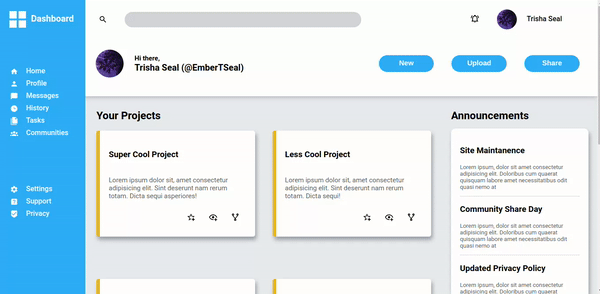 Dashboard
Home
Profile
Messages
History
Tasks
Communities
Settings
Support
Privacy
Trisha Seal
Hi there,
Trisha Seal (@EmberTSeal)
New
Upload
Share
Your Projects
Super Cool Project
Lorem ipsum, dolor sit amet consectetur
adipisicing elit. Sint deserunt nam rerum
totam. Dicta sequi asperiores!
Less Cool Project
Lorem ipsum, dolor sit amet consectetur
adipisicing elit. Sint deserunt nam rerum
totam. Dicta sequi!
Announcements
Site Maintanence
Lorem ipsum, dolor sit amet consectetur
adipisicing elit. Doloribus cum quaerat
quisquam labore amet necessitatibus odit
quasi nemo at
Community Share Day
Lorem ipsum, dolor sit amet consectetur
adipisicing elit. Doloribus cum quaerat
quisquam labore amet necessitatibus odit
quasi nemo at
Updated Privacy Policy
Lorem ipsum, dolor sit amet consectetur
adipisicing elit. Doloribus cum quaerat